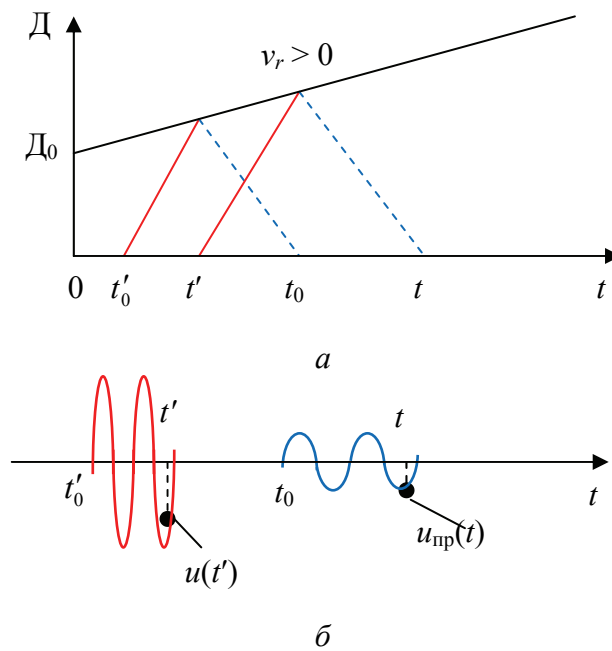 Д
v_r > 0
Д₀
0 t′₀ t′ t₀ t t
а
t′ t
t′₀ t₀ t
u(t′) u_пр(t)
б